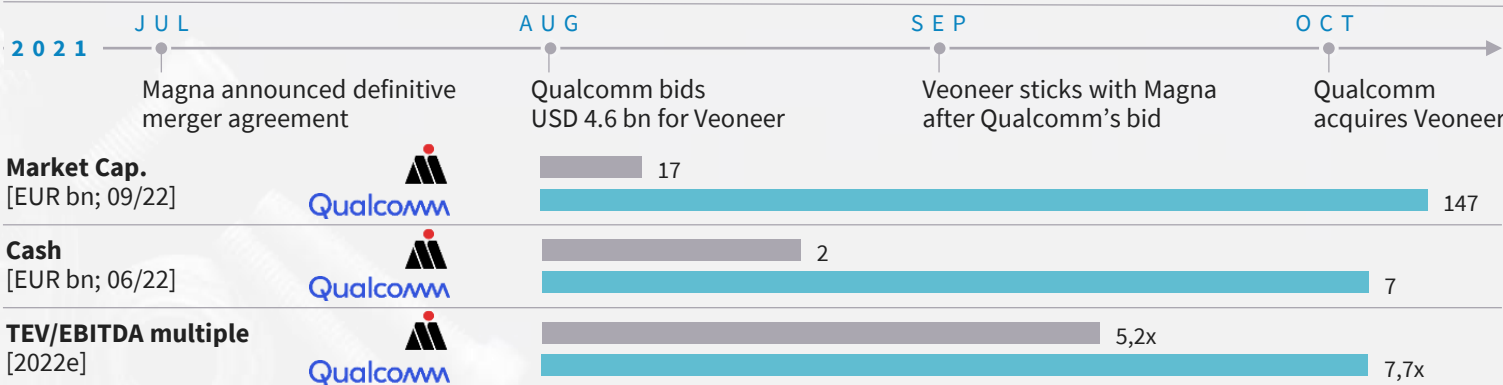 JUL AUG SEP OCT
2021
Magna announced definitive
merger agreement
Qualcomm bids
USD 4.6 bn for Veoneer
Veoneer sticks with Magna
after Qualcomm’s bid
Qualcomm
acquires Veoneer
Market Cap.
[EUR bn; 09/22]
17
Qualcomm
147
Cash
[EUR bn; 06/22]
2
Qualcomm
7
TEV/EBITDA multiple
[2022e]
5,2x
Qualcomm
7,7x